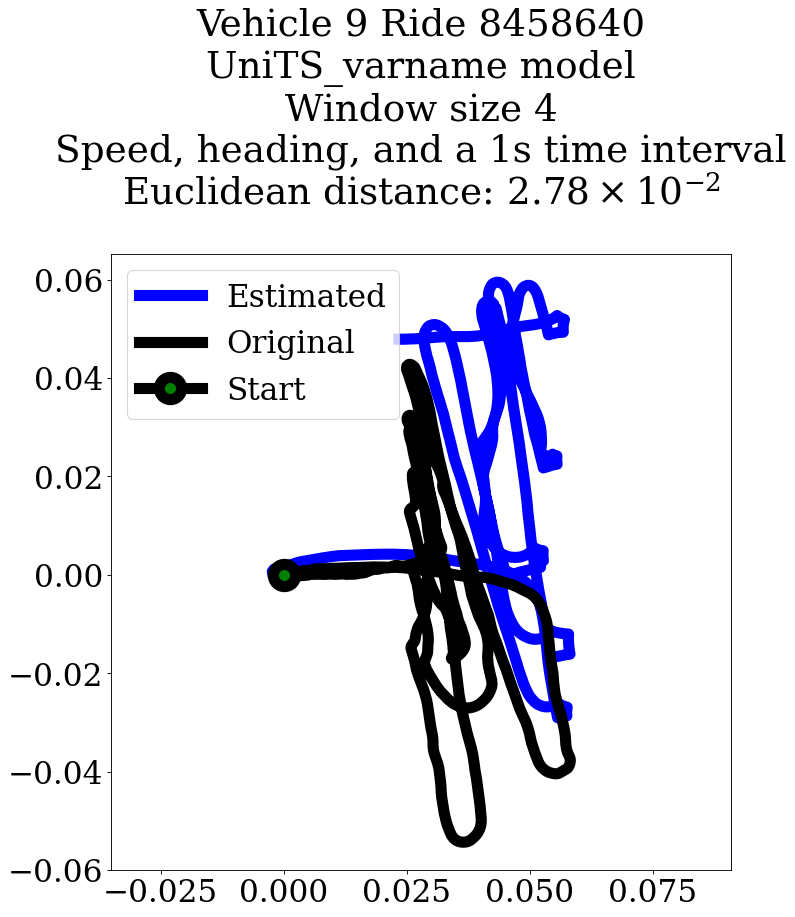 Vehicle 9 Ride 8458640
UniTS_varname model
Window size 4
Speed, heading, and a 1s time interval
Euclidean distance: 2.78 × 10⁻²
Estimated
Original
Start
0.06
0.04
0.02
0.00
−0.02
−0.04
−0.06
−0.025 0.000 0.025 0.050 0.075